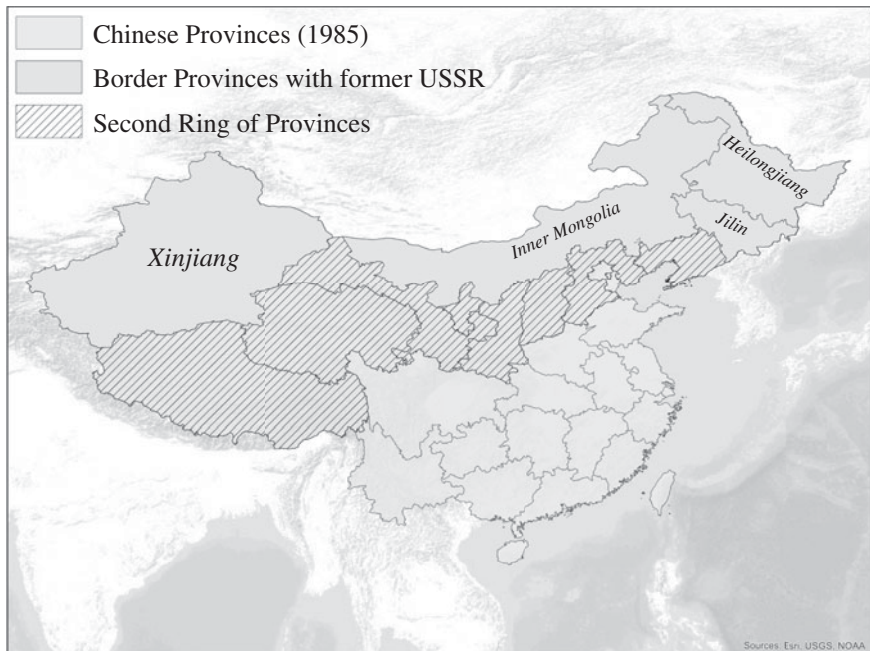 Chinese Provinces (1985)
Border Provinces with former USSR
Second Ring of Provinces
Heilongjiang
Jilin
Inner Mongolia
Xinjiang
Sources: Esri, USGS, NOAA